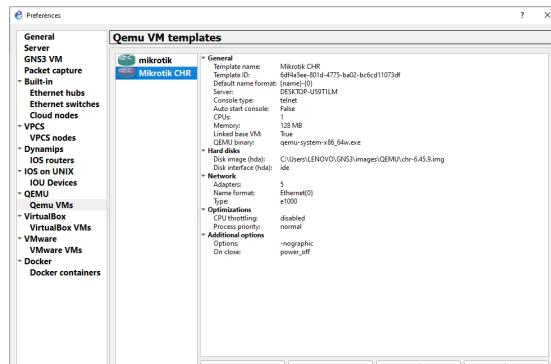 Preferences
? ×
General
Server
GNS3 VM
Packet capture
Built-in
Ethernet hubs
Ethernet switches
Cloud nodes
VPCS
VPCS nodes
Dynamips
IOS routers
IOS on UNIX
IOU Devices
QEMU
Qemu VMs
VirtualBox
VirtualBox VMs
VMware
VMware VMs
Docker
Docker containers
Qemu VM templates
mikrotik
Mikrotik CHR
General
Template name: Mikrotik CHR
Template ID: 6df4a5ee-801d-4775-ba02-bc6cd11073df
Default name format: {name}-{0}
Server: DESKTOP-U59T1LM
Console type: telnet
Auto start console: False
CPUs: 1
Memory: 128 MB
Linked base VM: True
QEMU binary: qemu-system-x86_64w.exe
Hard disks
Disk image (hda): C:\Users\LENOVO\GNS3\images\QEMU\chr-6.45.9.img
Disk interface (hda): ide
Network
Adapters: 5
Name format: Ethernet{0}
Type: e1000
Optimizations
CPU throttling: disabled
Process priority: normal
Additional options
Options: -nographic
On close: power_off